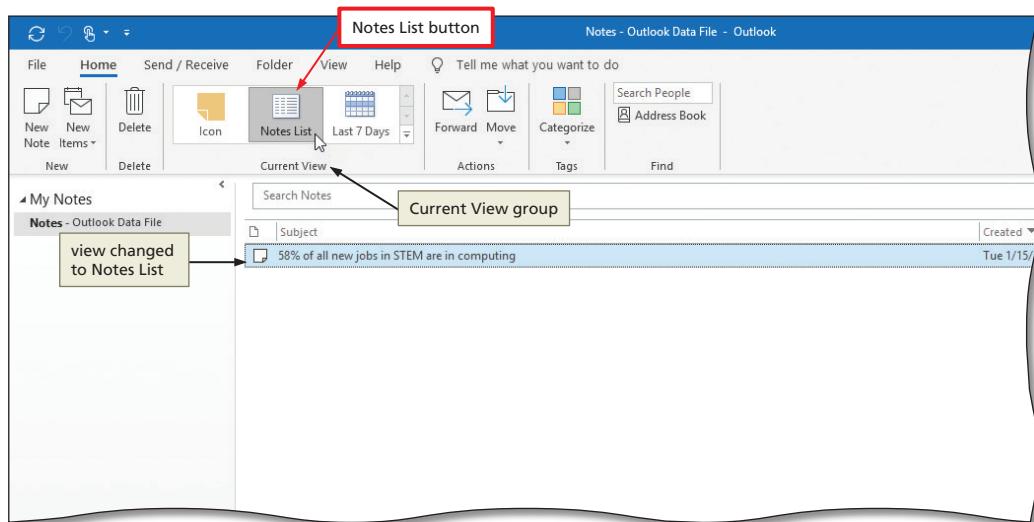 Notes List button
Notes - Outlook Data File - Outlook
File Home Send / Receive Folder View Help Tell me what you want to do
New Note
New Items
Delete
Icon
Notes List
Last 7 Days
Forward
Move
Categorize
Search People
Address Book
New Delete Current View Actions Tags Find
My Notes
Notes - Outlook Data File
Search Notes
Current View group
Subject Created
view changed
to Notes List
58% of all new jobs in STEM are in computing Tue 1/15/